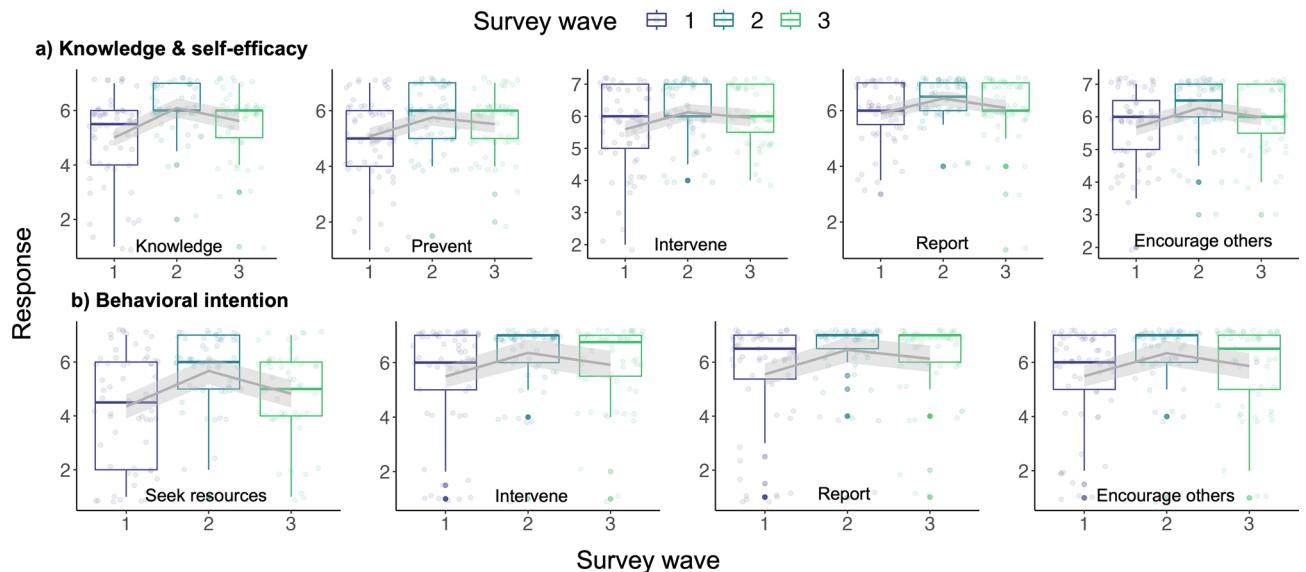 Survey wave 1 2 3
a) Knowledge & self-efficacy
6
4
2
Knowledge
1 2 3
6
4
2
Prevent
1 2 3
7
6
5
4
3
2
Intervene
1 2 3
6
4
2
Report
1 2 3
7
6
5
4
3
2
Encourage others
1 2 3
Response
b) Behavioral intention
6
4
2
Seek resources
1 2 3
6
4
2
Intervene
1 2 3
6
4
2
Report
1 2 3
6
4
2
Encourage others
1 2 3
Survey wave